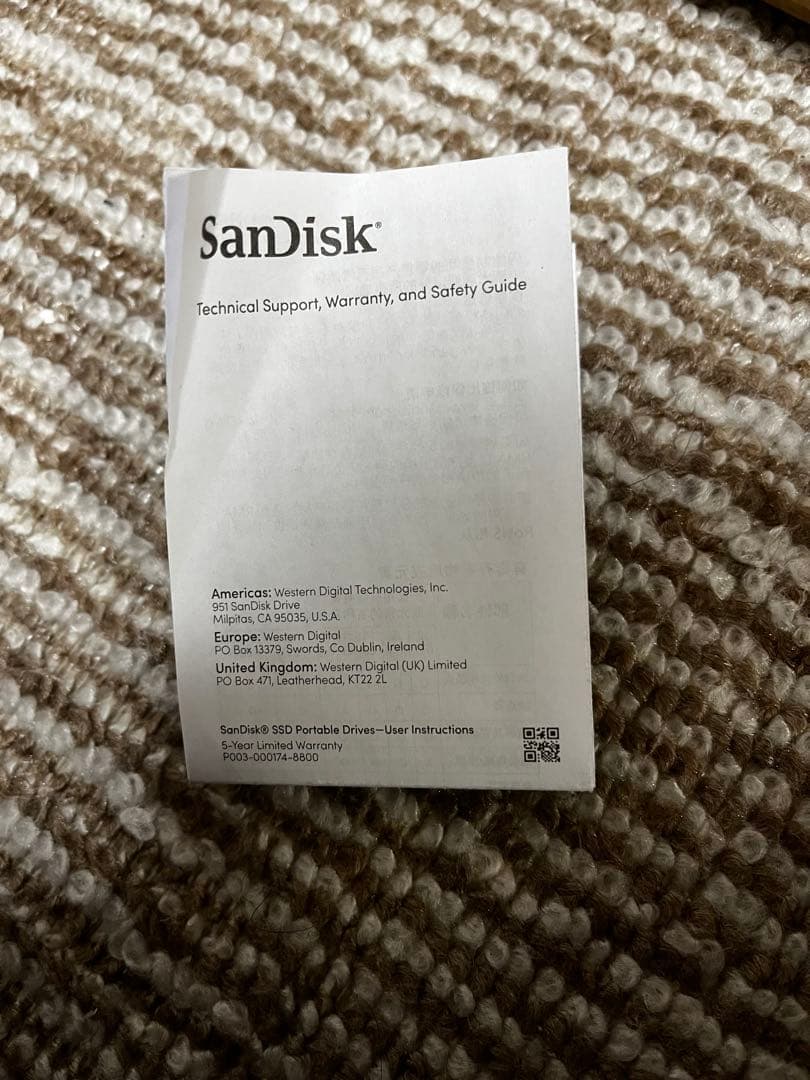 SanDisk®
Technical Support, Warranty, and Safety Guide
Americas: Western Digital Technologies, Inc.
951 SanDisk Drive
Milpitas, CA 95035, U.S.A.
Europe: Western Digital
PO Box 13379, Swords, Co Dublin, Ireland
United Kingdom: Western Digital (UK) Limited
PO Box 471, Leatherhead, KT22 2L
SanDisk® SSD Portable Drives—User Instructions
5-Year Limited Warranty
P003-000174-8800